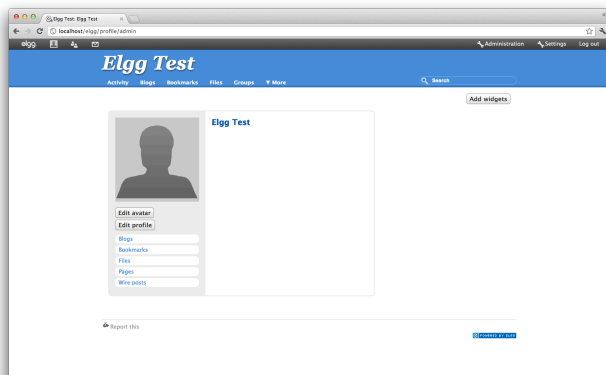 Elgg Test: Elgg Test
localhost/elgg/profile/admin
elgg
Administration Settings Log out
Elgg Test
Activity Blogs Bookmarks Files Groups ▼ More
Search
Add widgets
Elgg Test
Edit avatar
Edit profile
Blogs
Bookmarks
Files
Pages
Wire posts
Report this
POWERED BY ELGG